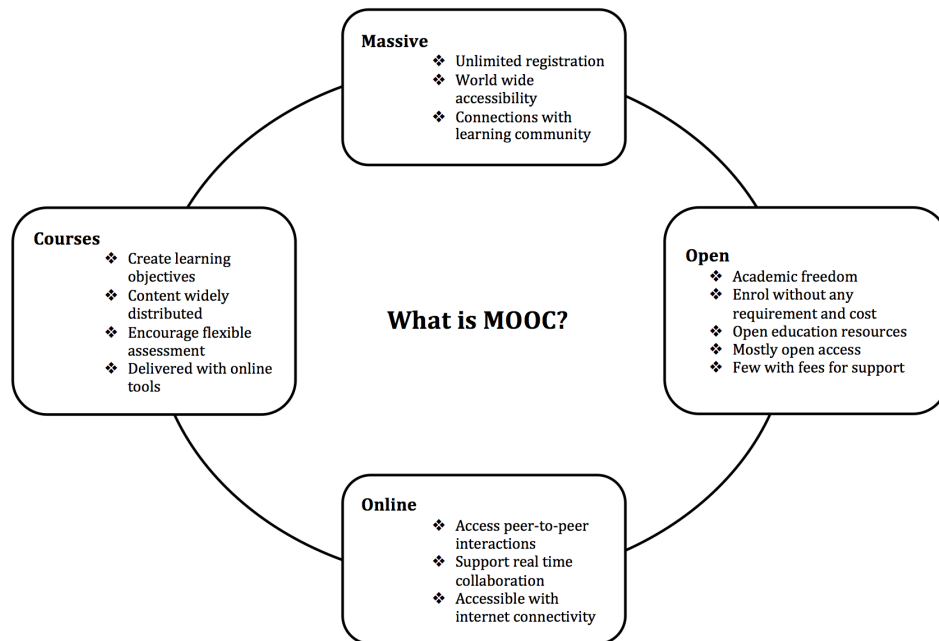 Massive
❖ Unlimited registration
❖ World wide
accessibility
❖ Connections with
learning community
Courses
❖ Create learning
objectives
❖ Content widely
distributed
❖ Encourage flexible
assessment
❖ Delivered with online
tools
What is MOOC?
Open
❖ Academic freedom
❖ Enrol without any
requirement and cost
❖ Open education resources
❖ Mostly open access
❖ Few with fees for support
Online
❖ Access peer-to-peer
interactions
❖ Support real time
collaboration
❖ Accessible with
internet connectivity